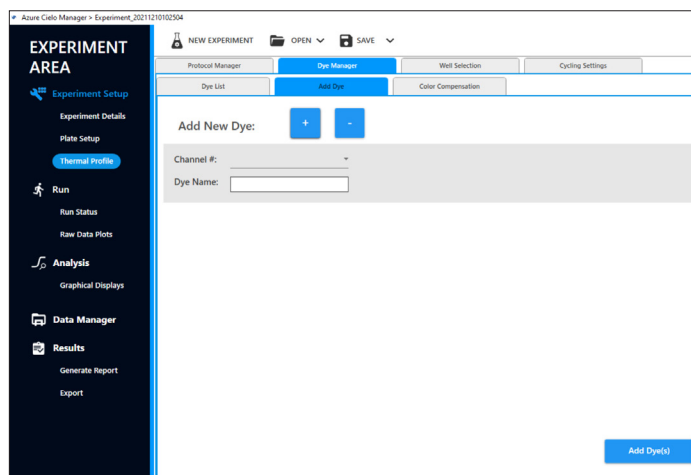 Azure Cielo Manager > Experiment_20211210102504
EXPERIMENT
AREA
Experiment Setup
Experiment Details
Plate Setup
Thermal Profile
Run
Run Status
Raw Data Plots
Analysis
Graphical Displays
Data Manager
Results
Generate Report
Export
NEW EXPERIMENT OPEN SAVE
Protocol Manager Dye Manager Well Selection Cycling Settings
Dye List Add Dye Color Compensation
Add New Dye: + -
Channel #:
Dye Name:
Add Dye(s)